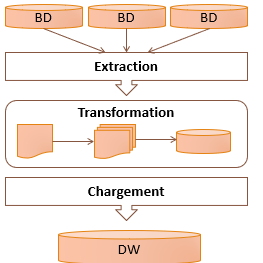 BD BD BD
Extraction
Transformation
Chargement
DW